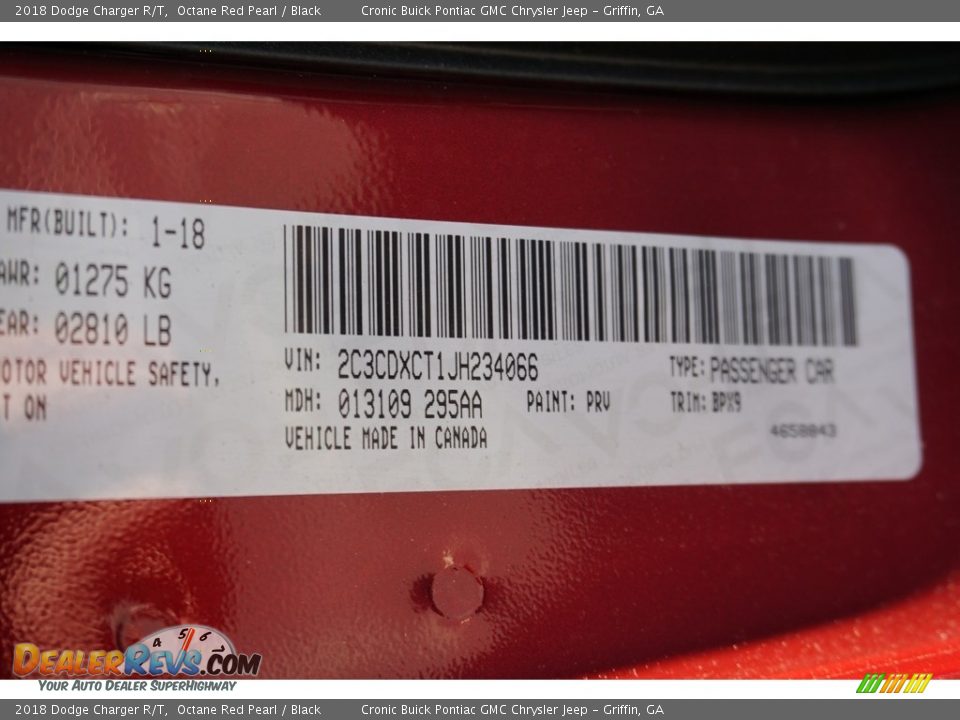 2018 Dodge Charger R/T, Octane Red Pearl / Black Cronic Buick Pontiac GMC Chrysler Jeep - Griffin, GA
MFR(BUILT): 1-18
AWR: 01275 KG
EAR: 02810 LB
OTOR VEHICLE SAFETY,
T ON
VIN: 2C3CDXCT1JH234066 TYPE: PASSENGER CAR
MDH: 013109 295AA PAINT: PRV TRIM: BPX9
VEHICLE MADE IN CANADA 4658043
4 5 6
DEALERREVS.COM
YOUR AUTO DEALER SUPERHIGHWAY
2018 Dodge Charger R/T, Octane Red Pearl / Black Cronic Buick Pontiac GMC Chrysler Jeep - Griffin, GA